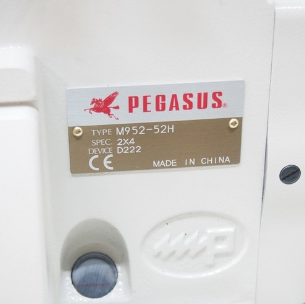 PEGASUS®
TYPE M952-52H
SPEC. 2X4
DEVICE D222
CE MADE IN CHINA